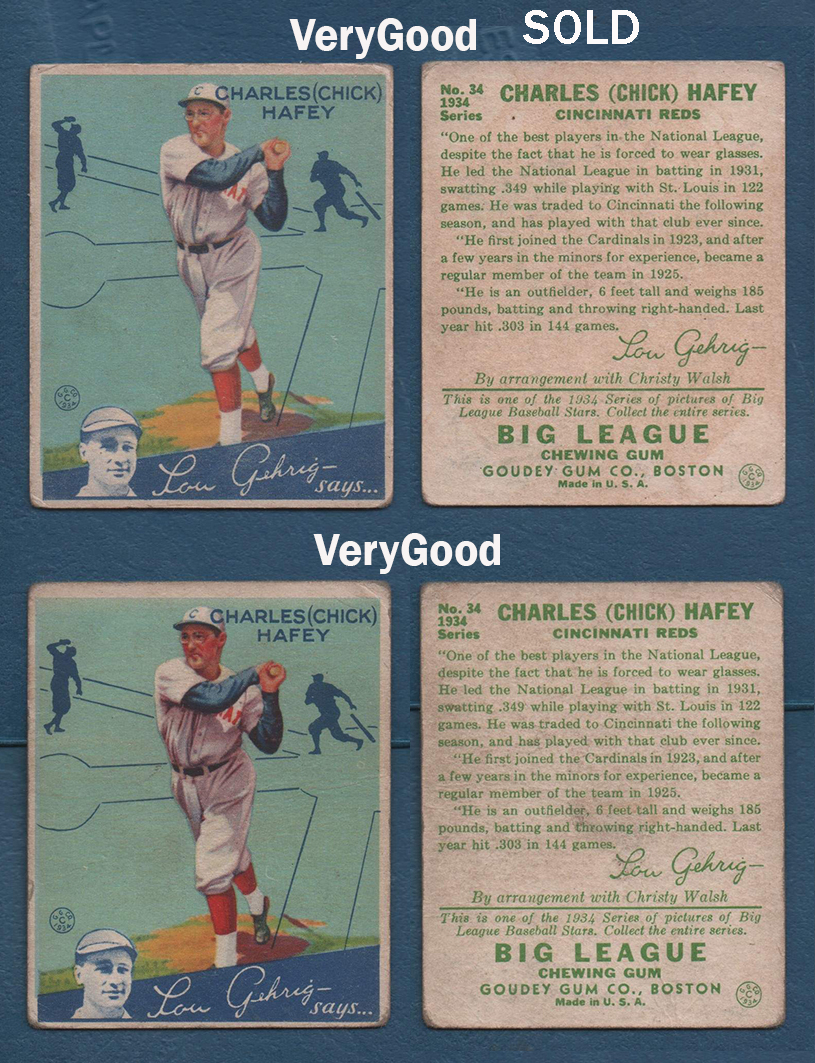 VeryGood SOLD
CHARLES (CHICK)
HAFEY
C
G.G.CO.
C
1934
Lou Gehrig—
says...
No. 34
1934
Series
CHARLES (CHICK) HAFEY
CINCINNATI REDS
"One of the best players in the National League,
despite the fact that he is forced to wear glasses.
He led the National League in batting in 1931,
swatting .349 while playing with St. Louis in 122
games. He was traded to Cincinnati the following
season, and has played with that club ever since.
"He first joined the Cardinals in 1923, and after
a few years in the minors for experience, became a
regular member of the team in 1925.
"He is an outfielder, 6 feet tall and weighs 185
pounds, batting and throwing right-handed. Last
year hit .303 in 144 games.
Lou Gehrig—
By arrangement with Christy Walsh
This is one of the 1934 Series of pictures of Big
League Baseball Stars. Collect the entire series.
BIG LEAGUE
CHEWING GUM
GOUDEY GUM CO., BOSTON
Made in U. S. A.
VeryGood
CHARLES (CHICK)
HAFEY
C
G.G.CO.
C
1934
Lou Gehrig—
says...
No. 34
1934
Series
CHARLES (CHICK) HAFEY
CINCINNATI REDS
"One of the best players in the National League,
despite the fact that he is forced to wear glasses.
He led the National League in batting in 1931,
swatting .349 while playing with St. Louis in 122
games. He was traded to Cincinnati the following
season, and has played with that club ever since.
"He first joined the Cardinals in 1923, and after
a few years in the minors for experience, became a
regular member of the team in 1925.
"He is an outfielder, 6 feet tall and weighs 185
pounds, batting and throwing right-handed. Last
year hit .303 in 144 games.
Lou Gehrig—
By arrangement with Christy Walsh
This is one of the 1934 Series of pictures of Big
League Baseball Stars. Collect the entire series.
BIG LEAGUE
CHEWING GUM
GOUDEY GUM CO., BOSTON
Made in U. S. A.